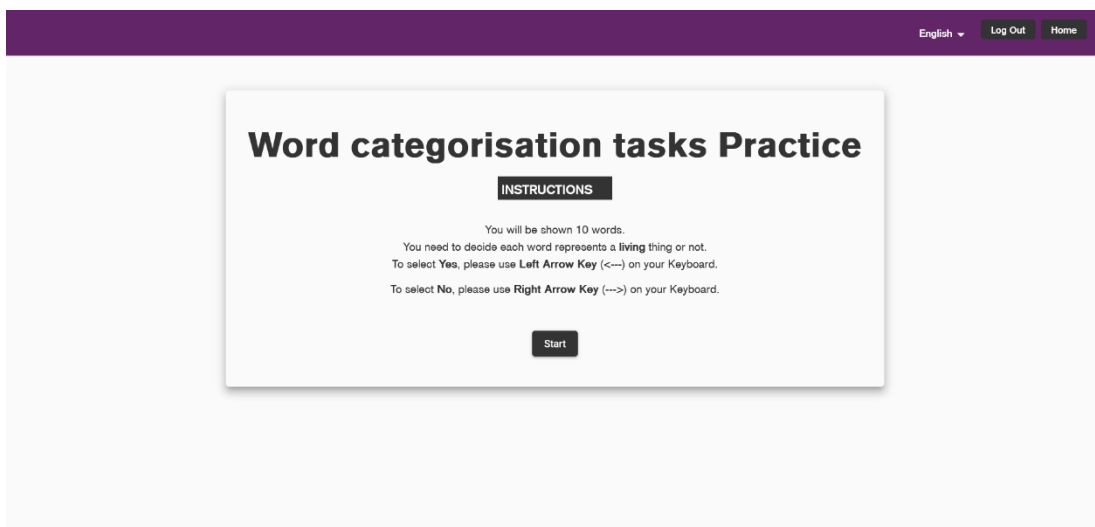 English
Log Out
Home
Word categorisation tasks Practice
INSTRUCTIONS
You will be shown 10 words.
You need to decide each word represents a living thing or not.
To select Yes, please use Left Arrow Key (<---) on your Keyboard.
To select No, please use Right Arrow Key (--->) on your Keyboard.
Start